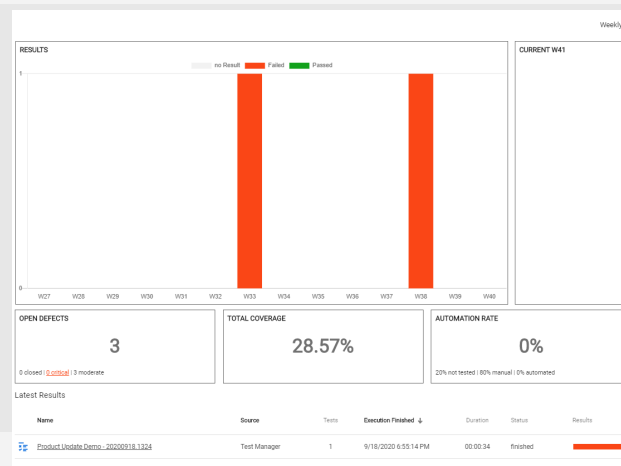 Weekly
RESULTS
CURRENT W41
no Result Failed Passed
1
0
W27 W28 W29 W30 W31 W32 W33 W34 W35 W36 W37 W38 W39 W40
OPEN DEFECTS
3
0 closed | 0 critical | 3 moderate
TOTAL COVERAGE
28.57%
AUTOMATION RATE
0%
20% not tested | 80% manual | 0% automated
Latest Results
Name Source Tests Execution Finished ↓ Duration Status Results
Product Update Demo - 20200918.1324 Test Manager 1 9/18/2020 6:55:14 PM 00:00:34 finished